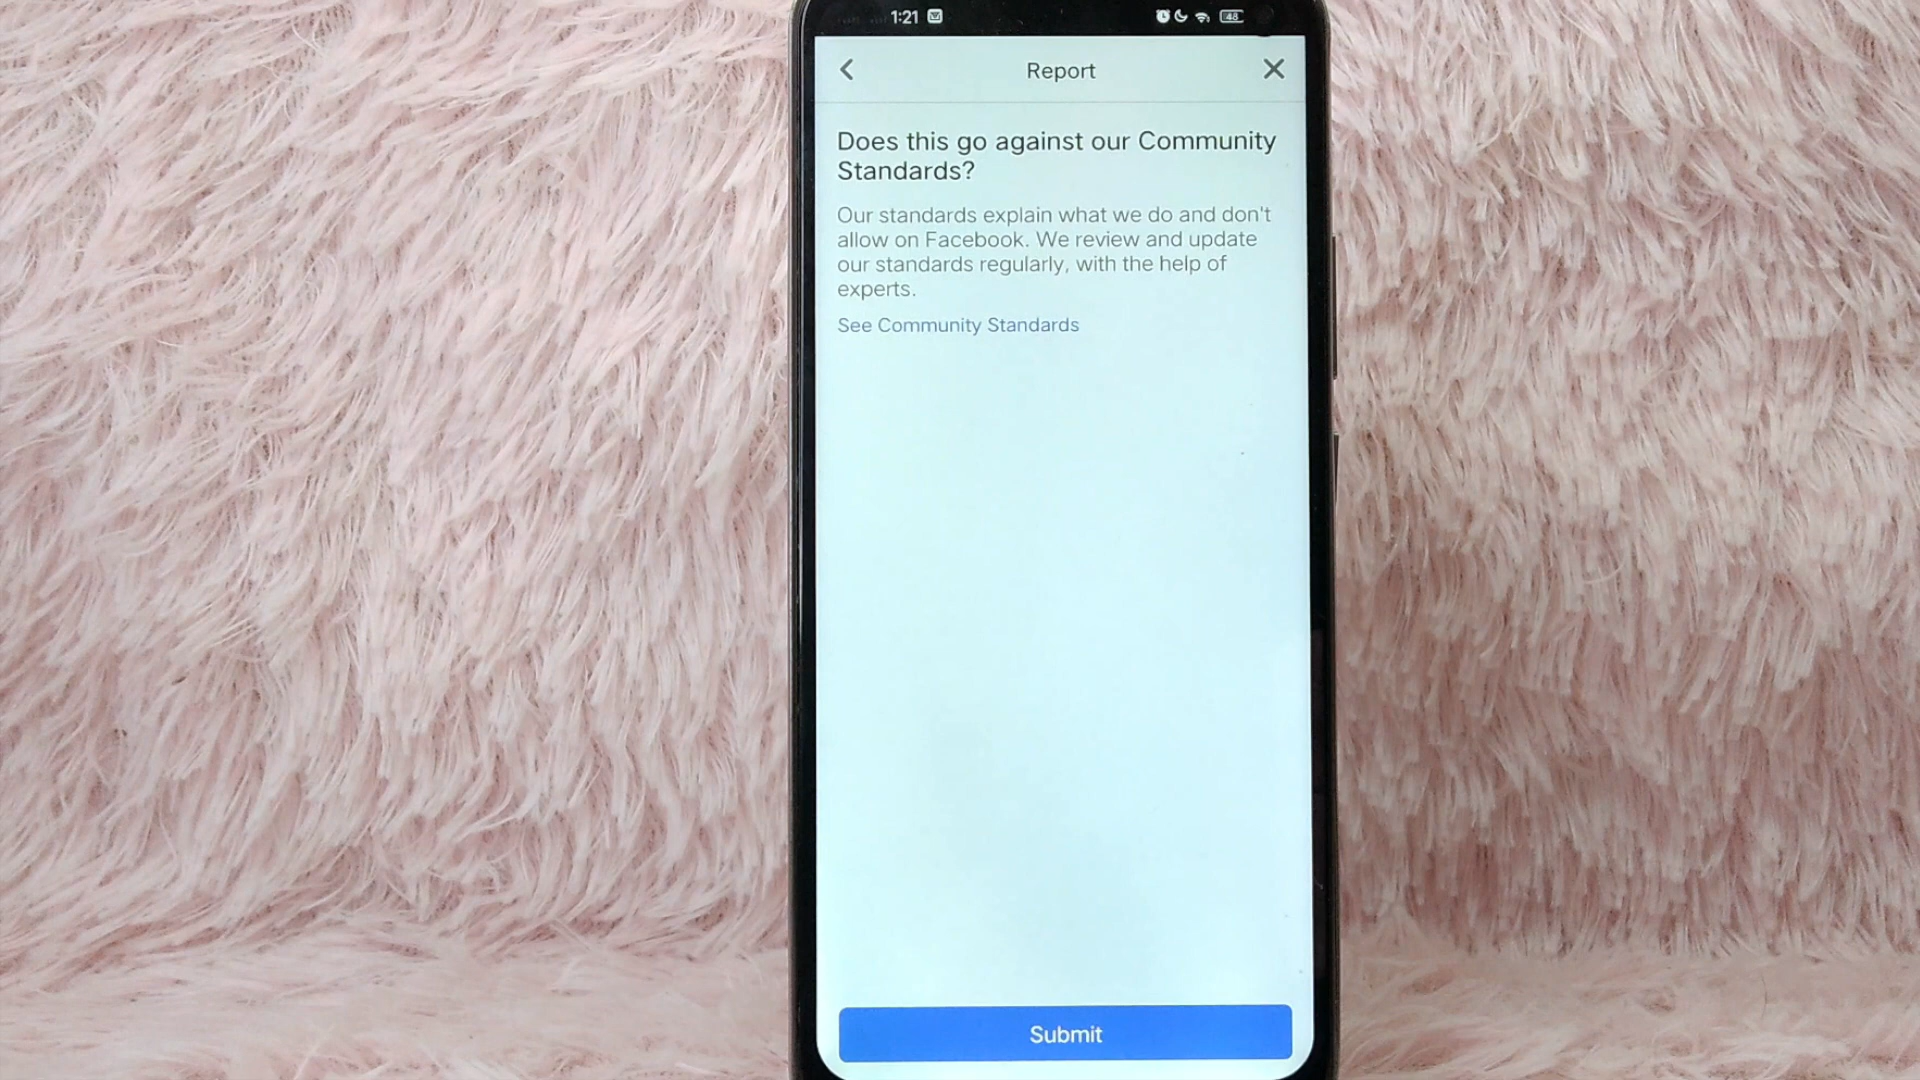 1:21 48
Report
Does this go against our Community
Standards?
Our standards explain what we do and don't
allow on Facebook. We review and update
our standards regularly, with the help of
experts.
See Community Standards
Submit